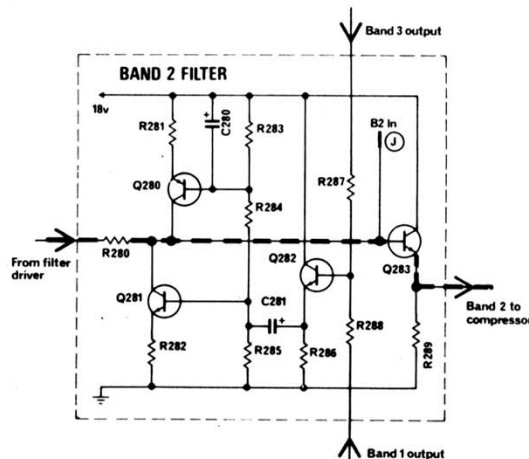 Band 3 output
BAND 2 FILTER
18v
R281
+
C280
R283
B2 In
J
Q280
R284
R287
R280
From filter
driver
Q282
Q283
Q281
C281
+
Band 2 to
compressor
R282
R285
R286
R288
R289
Band 1 output